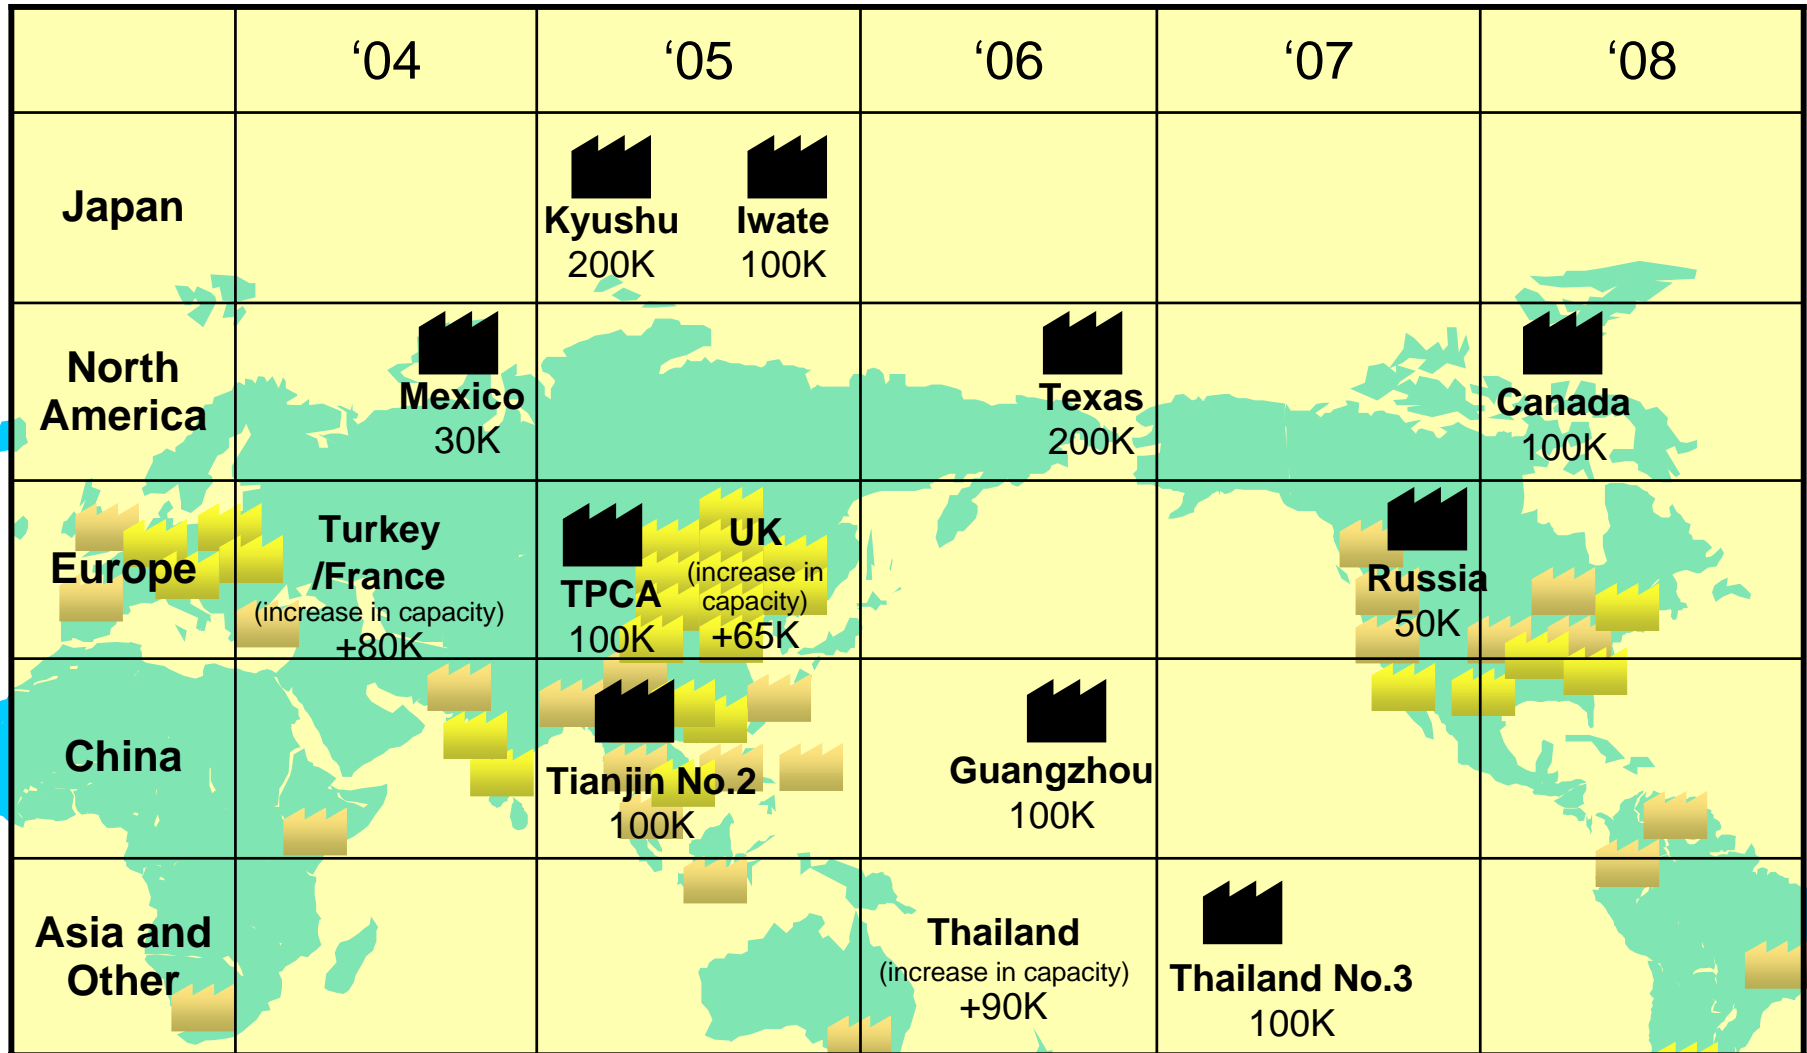 ‘04 ‘05 ‘06 ‘07 ‘08
Japan
Kyushu
200K
Iwate
100K
North
America
Mexico
30K
Texas
200K
Canada
100K
Europe
Turkey
/France
(increase in capacity)
+80K
TPCA
100K
UK
(increase in
capacity)
+65K
Russia
50K
China
Tianjin No.2
100K
Guangzhou
100K
Asia and
Other
Thailand
(increase in capacity)
+90K
Thailand No.3
100K